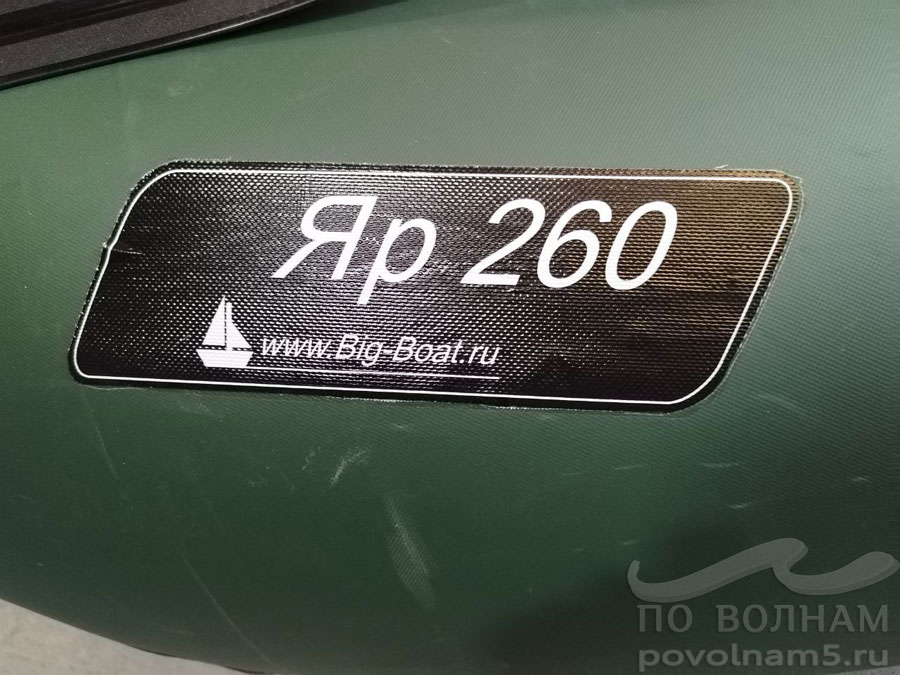 Яр 260
www.Big-Boat.ru
ПО ВОЛНАМ
povolnam5.ru